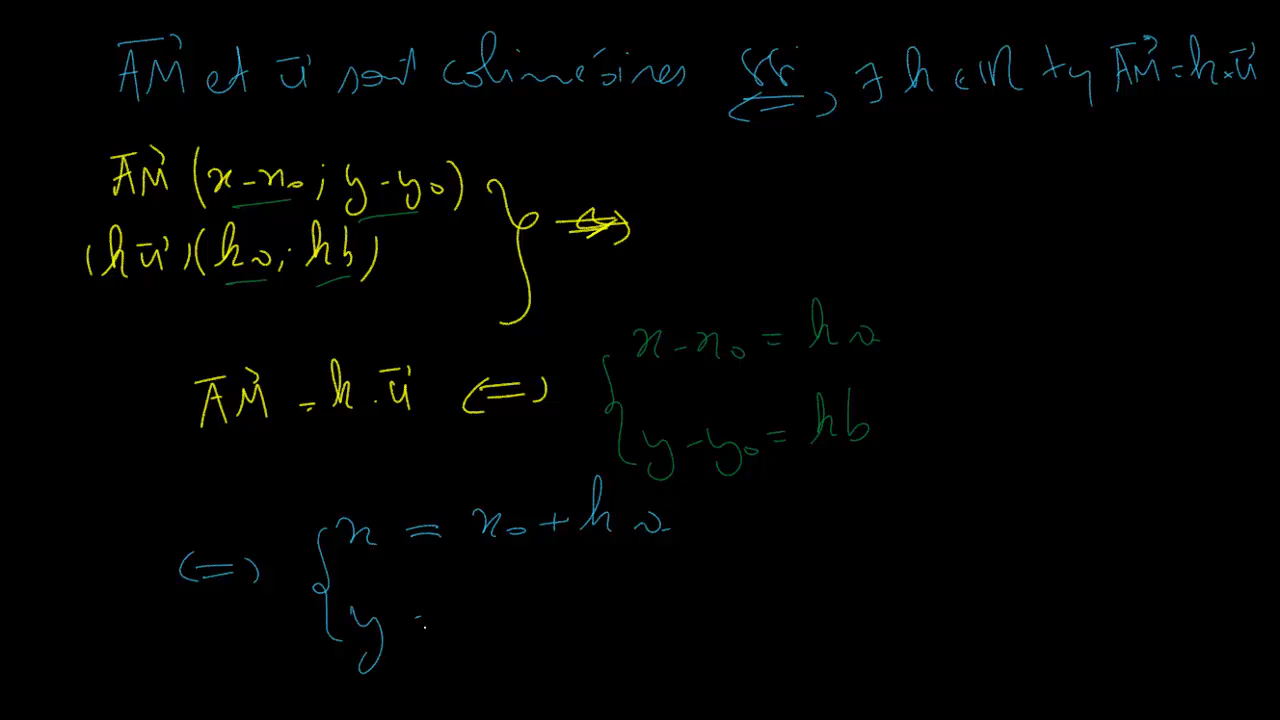 AM⃗ et u⃗ sont colinéaires ssi ⟺ ∃ k ∈ ℝ tq AM⃗ = k × u⃗
AM⃗ (x - x₀ ; y - y₀)
(k u⃗)(ka ; kb) } ⟺
AM⃗ = k . u⃗ ⟺ { x - x₀ = ka
y - y₀ = kb
⟺ { x = x₀ + ka
y =